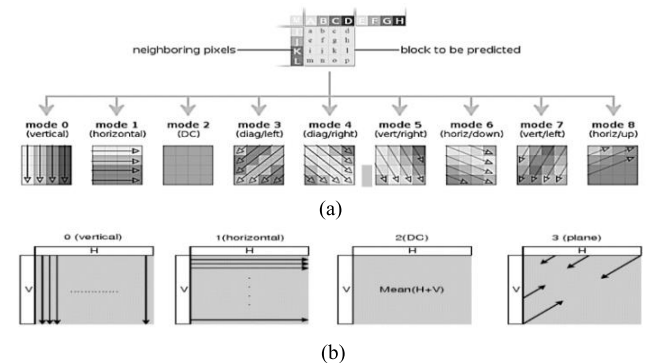 M A B C D E F G H
I a b c d
J e f g h
K i j k l
L m n o p
neighboring pixels
block to be predicted
mode 0 mode 1 mode 2 mode 3 mode 4 mode 5 mode 6 mode 7 mode 8
(vertical) (horizontal) (DC) (diag/left) (diag/right) (vert/right) (horiz/down) (vert/left) (horiz/up)
(a)
0 (vertical) 1(horizontal) 2(DC) 3 (plane)
H H H H
V V V Mean(H+V) V
(b)